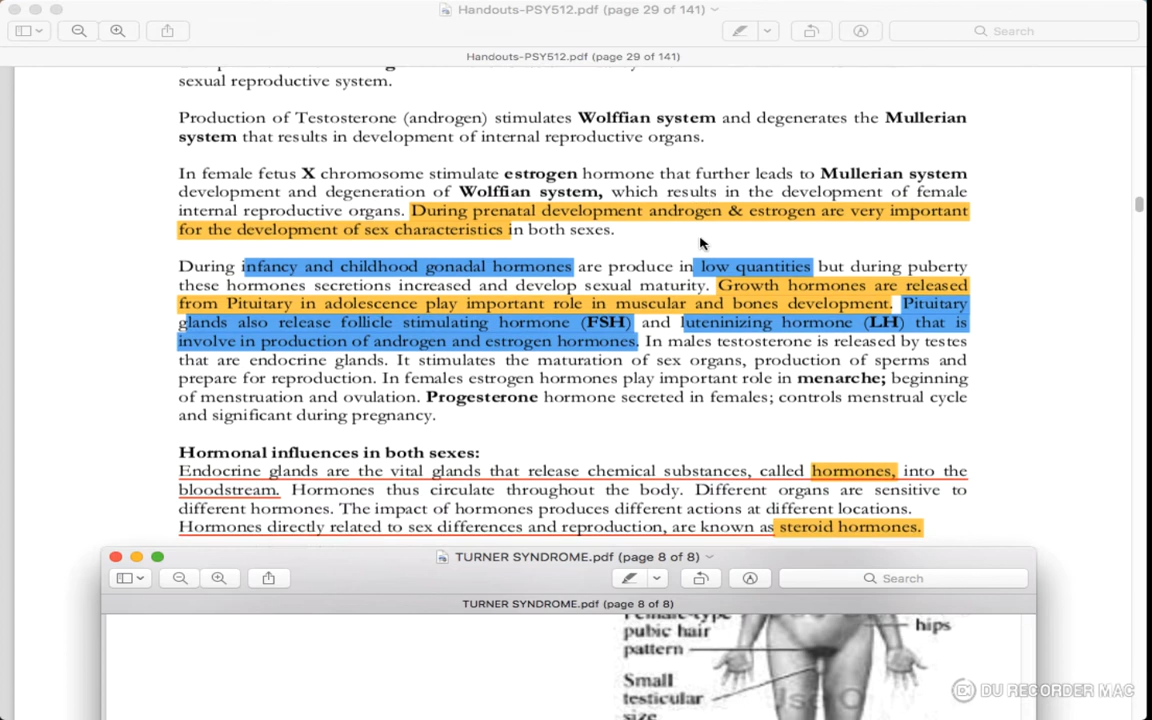 Handouts-PSY512.pdf (page 29 of 141)
Search
Handouts-PSY512.pdf (page 29 of 141)
sexual reproductive system.
Production of Testosterone (androgen) stimulates Wolffian system and degenerates the Mullerian
system that results in development of internal reproductive organs.
In female fetus X chromosome stimulate estrogen hormone that further leads to Mullerian system
development and degeneration of Wolffian system, which results in the development of female
internal reproductive organs. During prenatal development androgen & estrogen are very important
for the development of sex characteristics in both sexes.
During infancy and childhood gonadal hormones are produce in low quantities but during puberty
these hormones secretions increased and develop sexual maturity. Growth hormones are released
from Pituitary in adolescence play important role in muscular and bones development. Pituitary
glands also release follicle stimulating hormone (FSH) and luteninizing hormone (LH) that is
involve in production of androgen and estrogen hormones. In males testosterone is released by testes
that are endocrine glands. It stimulates the maturation of sex organs, production of sperms and
prepare for reproduction. In females estrogen hormones play important role in menarche; beginning
of menstruation and ovulation. Progesterone hormone secreted in females; controls menstrual cycle
and significant during pregnancy.
Hormonal influences in both sexes:
Endocrine glands are the vital glands that release chemical substances, called hormones, into the
bloodstream. Hormones thus circulate throughout the body. Different organs are sensitive to
different hormones. The impact of hormones produces different actions at different locations.
Hormones directly related to sex differences and reproduction, are known as steroid hormones.
TURNER SYNDROME.pdf (page 8 of 8)
Search
TURNER SYNDROME.pdf (page 8 of 8)
Female-type
pubic hair
pattern
hips
Small
testicular
size
DU RECORDER MAC